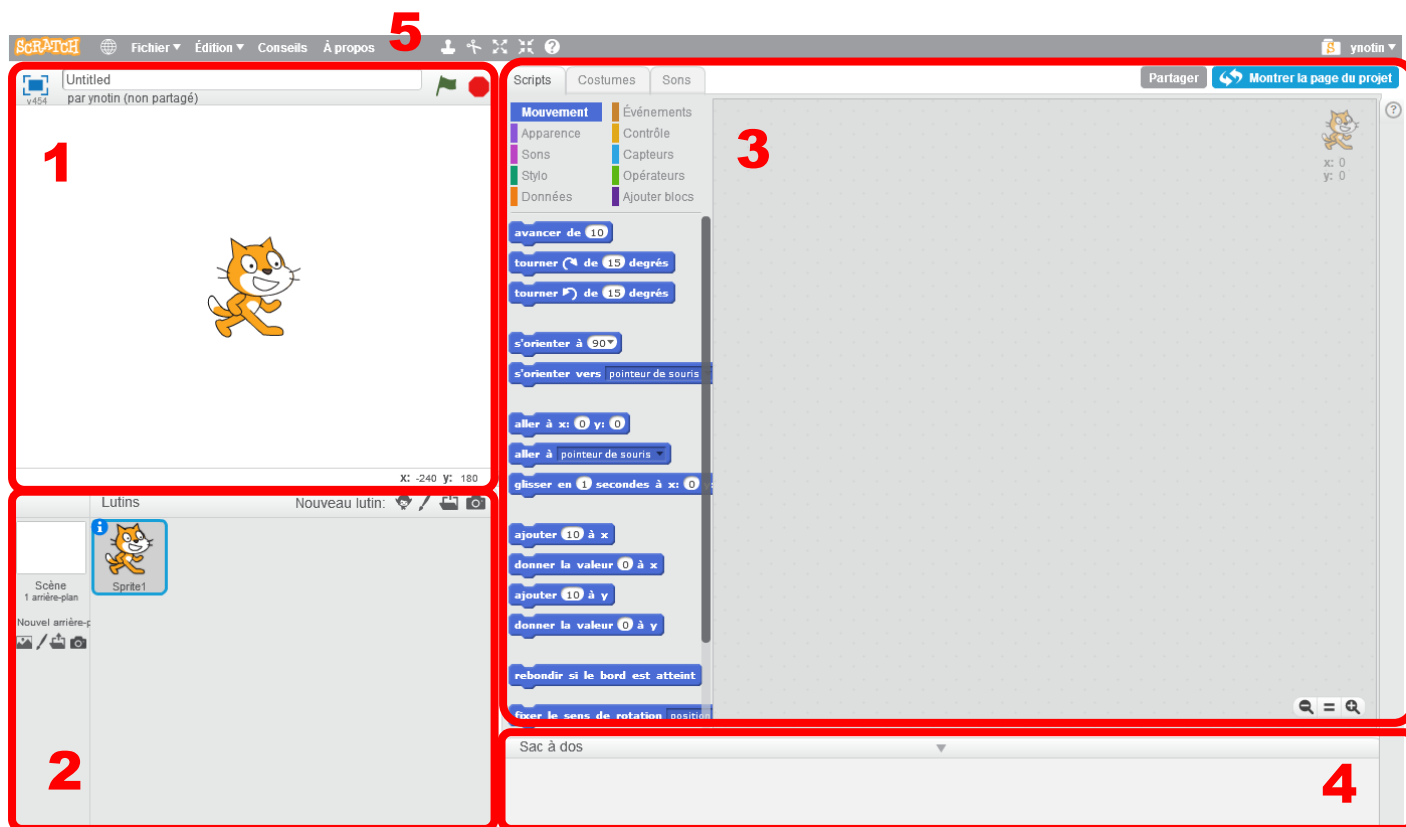 5
SCRATCH Fichier Édition Conseils À propos ? S ynotin
v454
Untitled
par ynotin (non partagé)
1
X: -240 y: 180
Lutins Nouveau lutin:
Scène
1 arrière-plan
Nouvel arrière-p
i
Sprite1
2
Scripts Costumes Sons
Partager Montrer la page du projet
?
Mouvement Événements
Apparence Contrôle
Sons Capteurs
Stylo Opérateurs
Données Ajouter blocs
3
x: 0
y: 0
avancer de 10
tourner de 15 degrés
tourner de 15 degrés
s'orienter à 90
s'orienter vers pointeur de souris
aller à x: 0 y: 0
aller à pointeur de souris
glisser en 1 secondes à x: 0
ajouter 10 à x
donner la valeur 0 à x
ajouter 10 à y
donner la valeur 0 à y
rebondir si le bord est atteint
fixer le sens de rotation position
=
Sac à dos
4